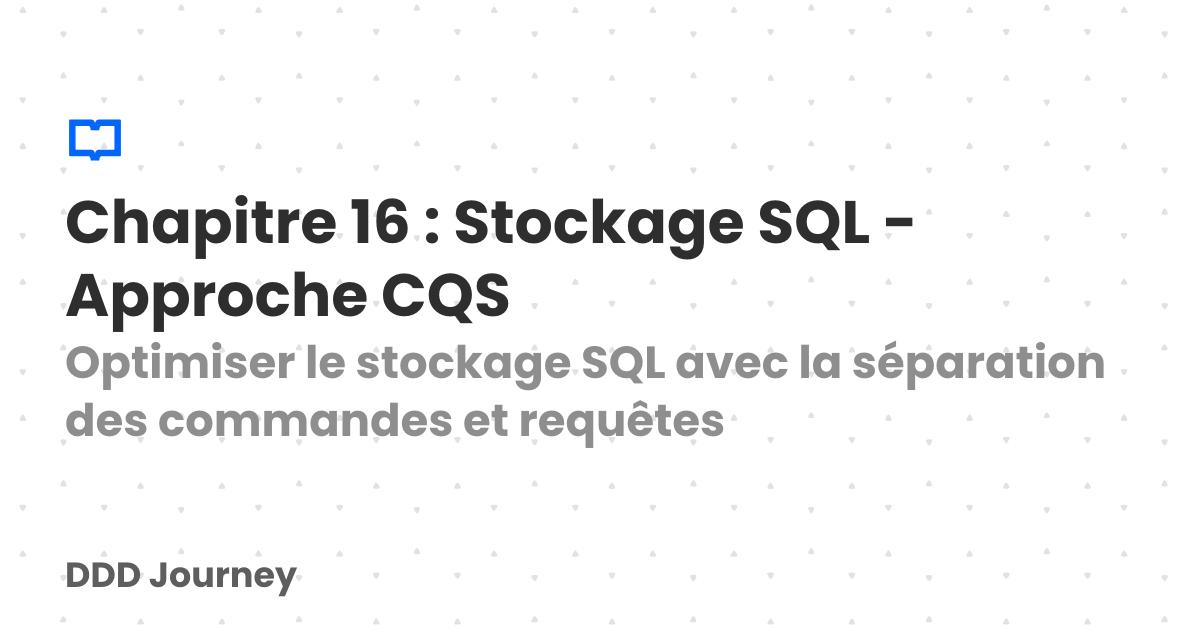 Chapitre 16 : Stockage SQL -
Approche CQS
Optimiser le stockage SQL avec la séparation
des commandes et requêtes
DDD Journey